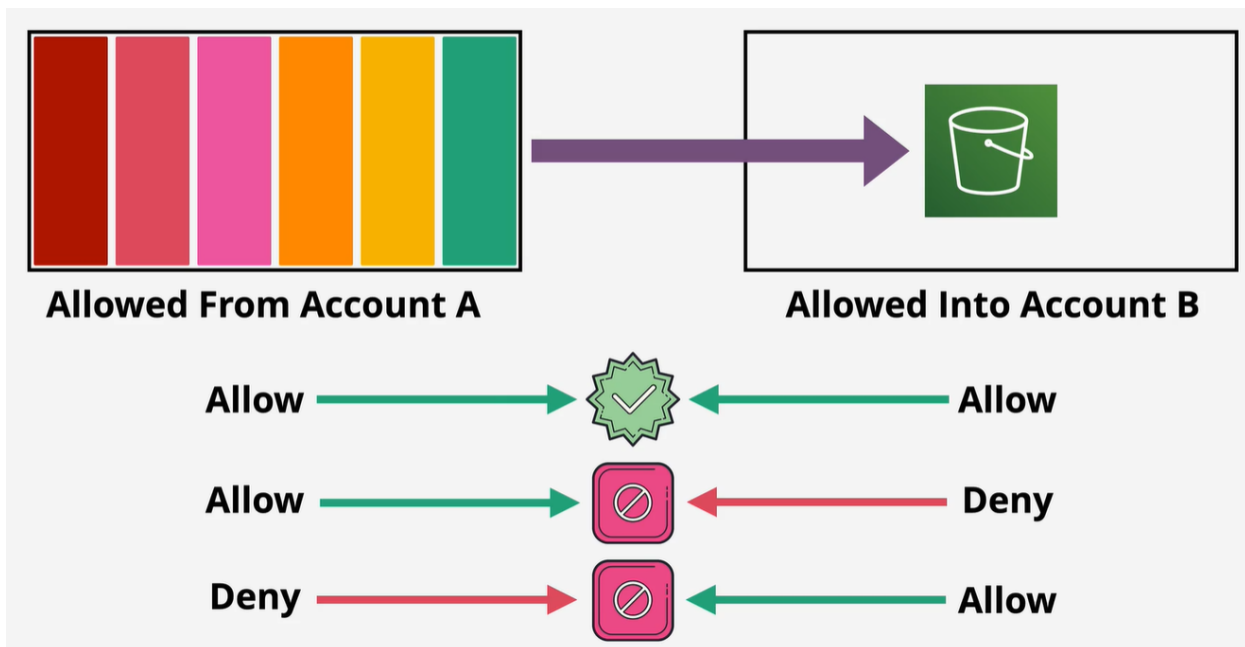 Allowed From Account A
Allowed Into Account B
Allow
Allow
Allow
Deny
Deny
Allow